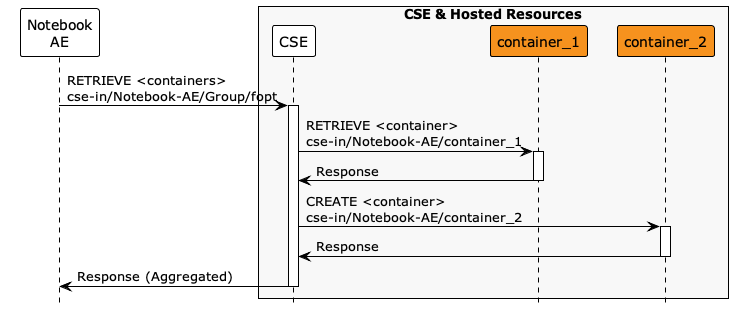 CSE & Hosted Resources
Notebook
AE
CSE
container_1
container_2
RETRIEVE <containers>
cse-in/Notebook-AE/Group/fopt
RETRIEVE <container>
cse-in/Notebook-AE/container_1
Response
CREATE <container>
cse-in/Notebook-AE/container_2
Response
Response (Aggregated)